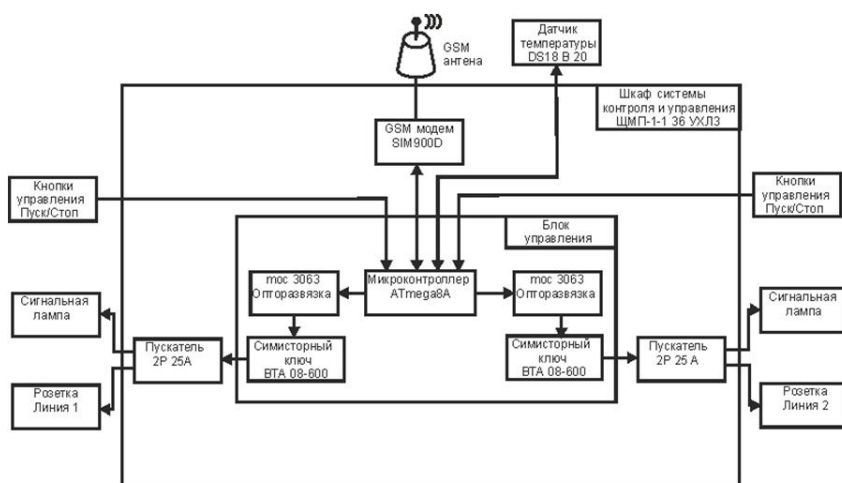 GSM
антена
Датчик
температуры
DS18 B 20
Шкаф системы
контроля и управления
ЩМП-1-1 36 УХЛ3
GSM модем
SIM900D
Кнопки
управления
Пуск/Стоп
Кнопки
управления
Пуск/Стоп
Блок
управления
moc 3063
Опторазвязка
Микроконтроллер
ATmega8A
moc 3063
Опторазвязка
Сигнальная
лампа
Сигнальная
лампа
Пускатель
2P 25A
Симисторный
ключ
BTA 08-600
Симисторный
ключ
BTA 08-600
Пускатель
2P 25 A
Розетка
Линия 1
Розетка
Линия 2